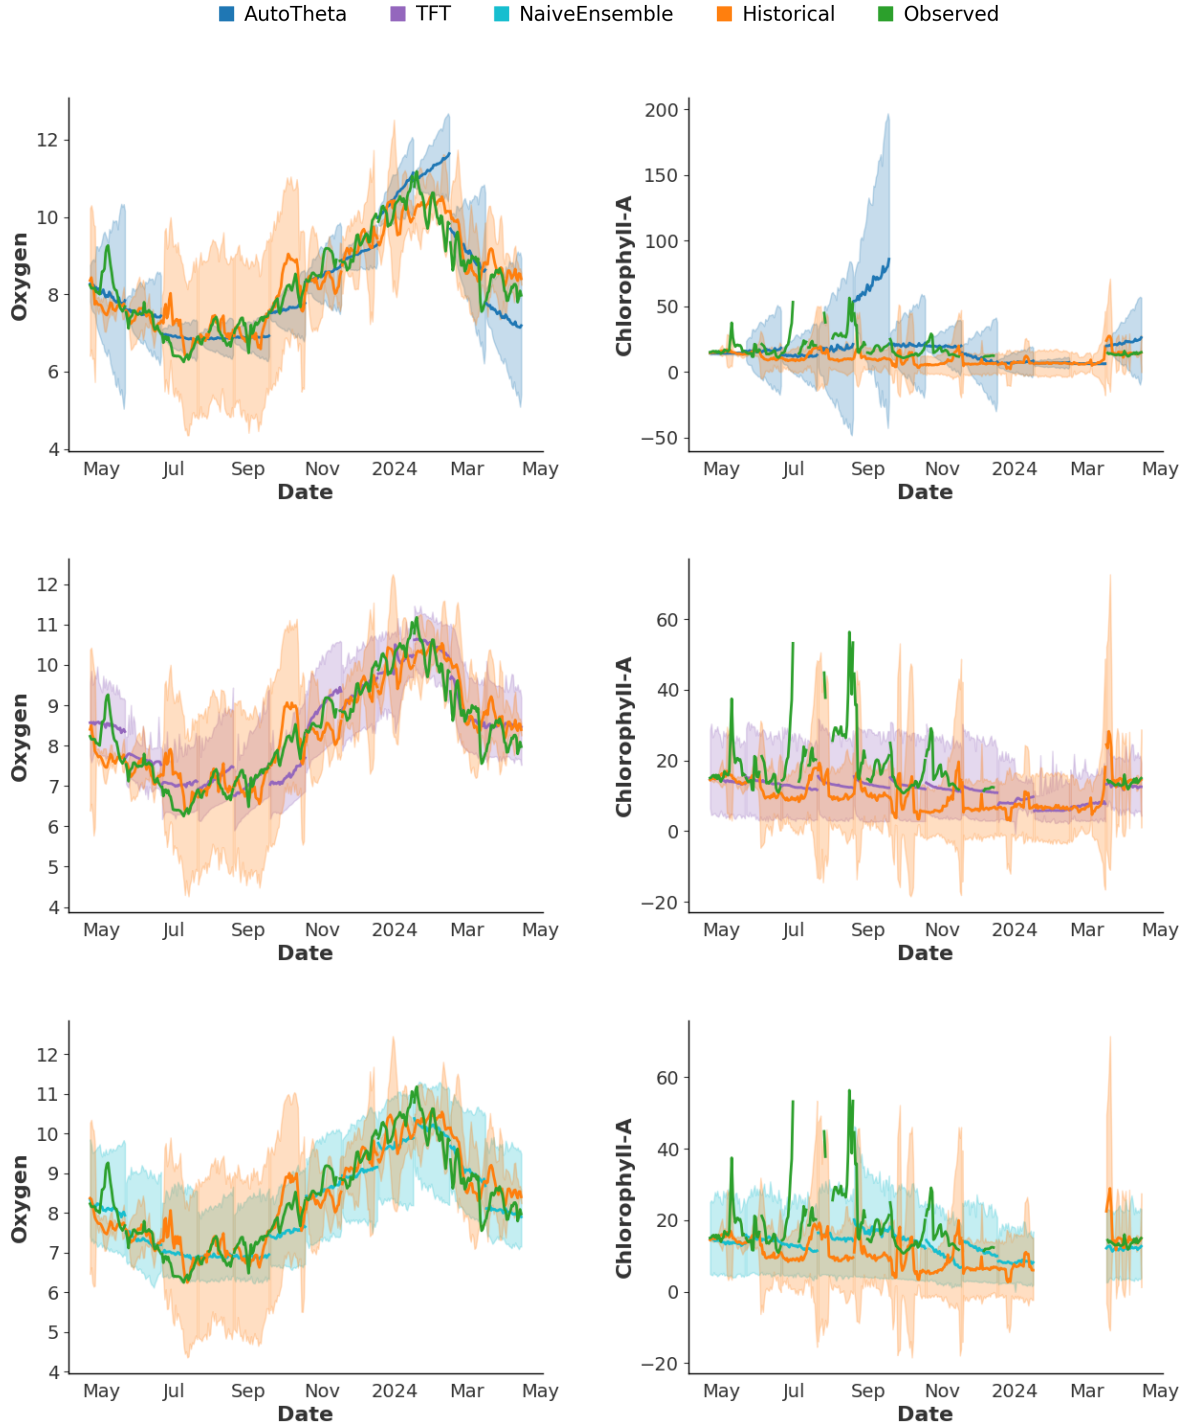 AutoTheta TFT NaiveEnsemble Historical Observed
12
10
8
6
4
Oxygen
May Jul Sep Nov 2024 Mar May
Date
200
150
100
50
0
−50
Chlorophyll-A
May Jul Sep Nov 2024 Mar May
Date
12
11
10
9
8
7
6
5
4
Oxygen
May Jul Sep Nov 2024 Mar May
Date
60
40
20
0
−20
Chlorophyll-A
May Jul Sep Nov 2024 Mar May
Date
12
11
10
9
8
7
6
5
4
Oxygen
May Jul Sep Nov 2024 Mar May
Date
60
40
20
0
−20
Chlorophyll-A
May Jul Sep Nov 2024 Mar May
Date